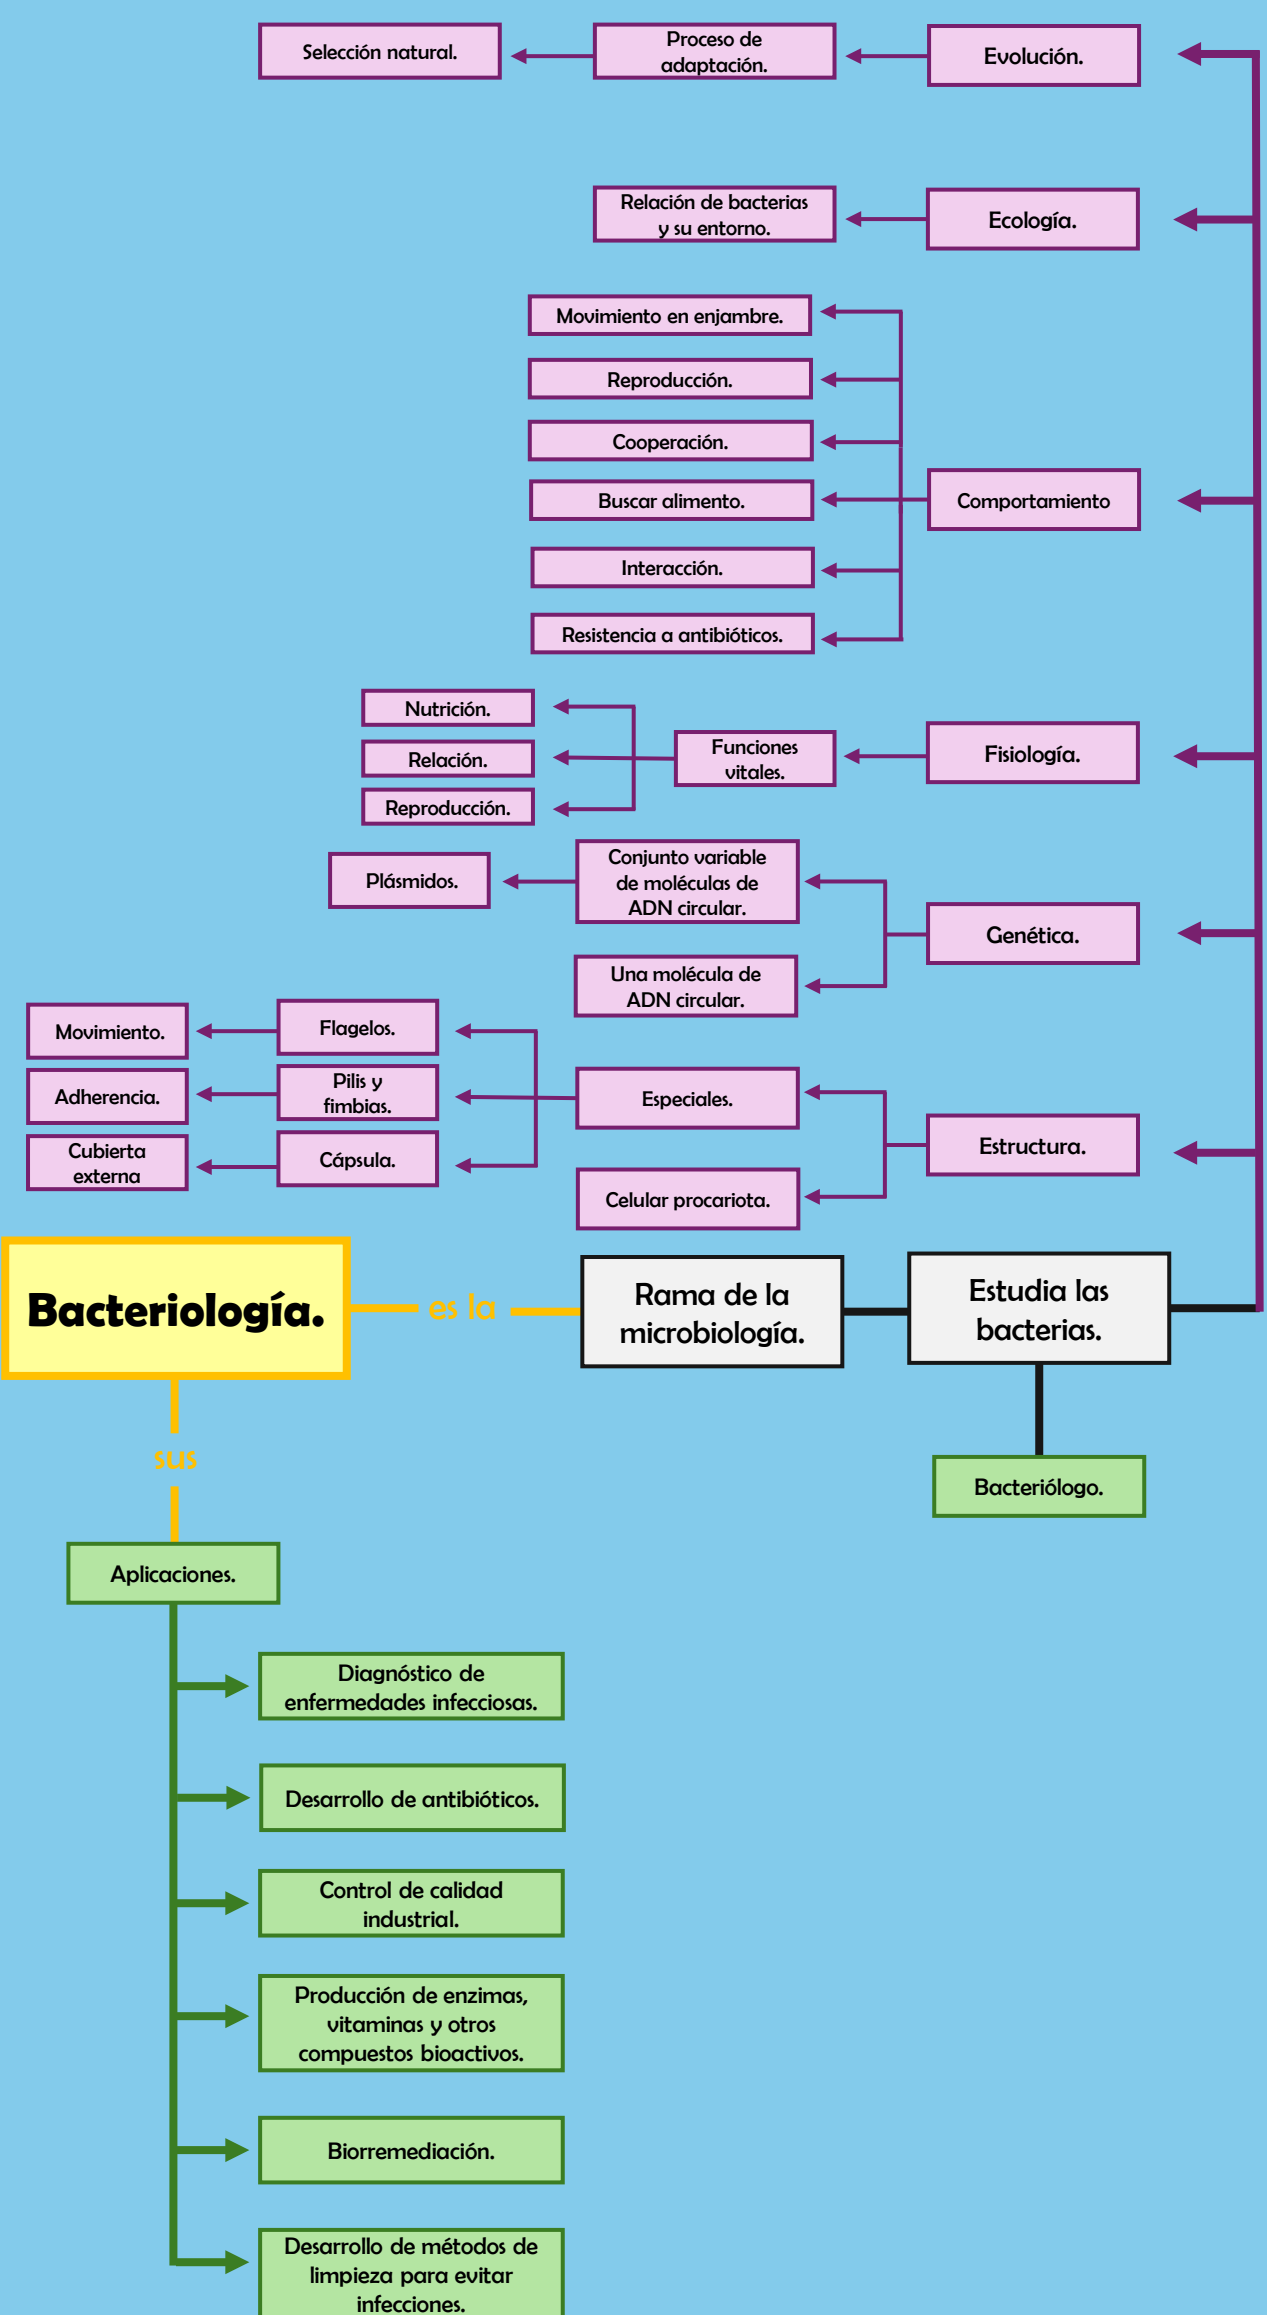 Selección natural.
Proceso de
adaptación.
Evolución.
Relación de bacterias
y su entorno.
Ecología.
Movimiento en enjambre.
Reproducción.
Cooperación.
Buscar alimento.
Comportamiento
Interacción.
Resistencia a antibióticos.
Nutrición.
Relación.
Reproducción.
Funciones
vitales.
Fisiología.
Plásmidos.
Conjunto variable
de moléculas de
ADN circular.
Genética.
Una molécula de
ADN circular.
Movimiento.
Flagelos.
Adherencia.
Pilis y
fimbias.
Cubierta
externa
Cápsula.
Especiales.
Estructura.
Celular procariota.
Bacteriología.
es la
Rama de la
microbiología.
Estudia las
bacterias.
sus
Bacteriólogo.
Aplicaciones.
Diagnóstico de
enfermedades infecciosas.
Desarrollo de antibióticos.
Control de calidad
industrial.
Producción de enzimas,
vitaminas y otros
compuestos bioactivos.
Biorremediación.
Desarrollo de métodos de
limpieza para evitar
infecciones.